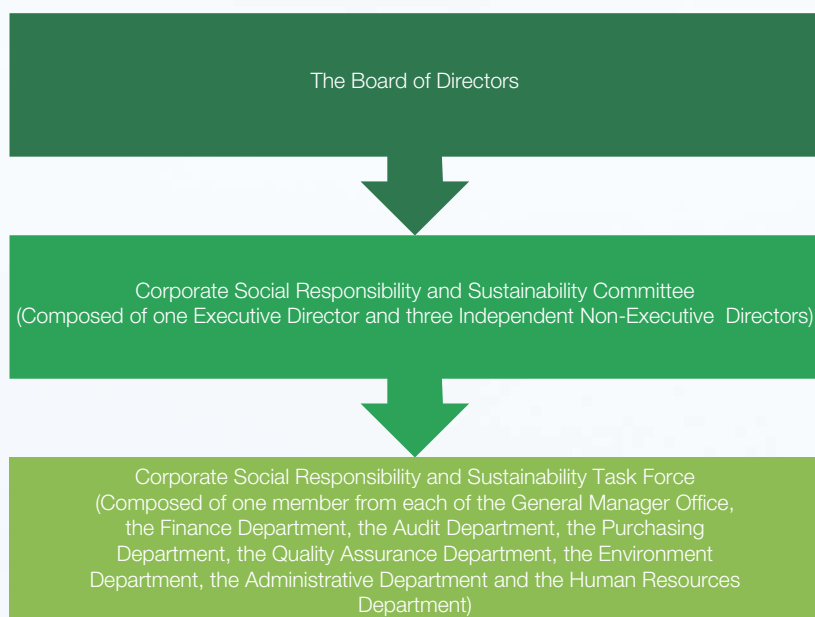 The Board of Directors
Corporate Social Responsibility and Sustainability Committee
(Composed of one Executive Director and three Independent Non-Executive Directors)
Corporate Social Responsibility and Sustainability Task Force
(Composed of one member from each of the General Manager Office,
the Finance Department, the Audit Department, the Purchasing
Department, the Quality Assurance Department, the Environment
Department, the Administrative Department and the Human Resources
Department)